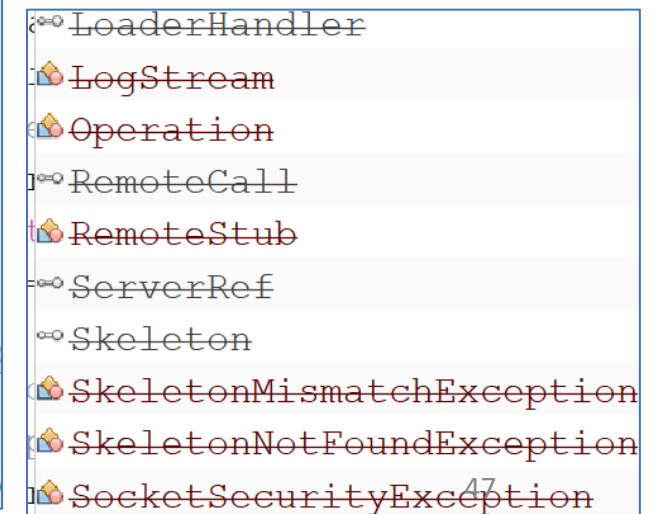 LoaderHandler
LogStream
Operation
RemoteCall
RemoteStub
ServerRef
Skeleton
SkeletonMismatchException
SkeletonNotFoundException
SocketSecurityException
47